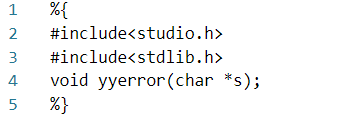 1 %{
2 #include<studio.h>
3 #include<stdlib.h>
4 void yyerror(char *s);
5 %}